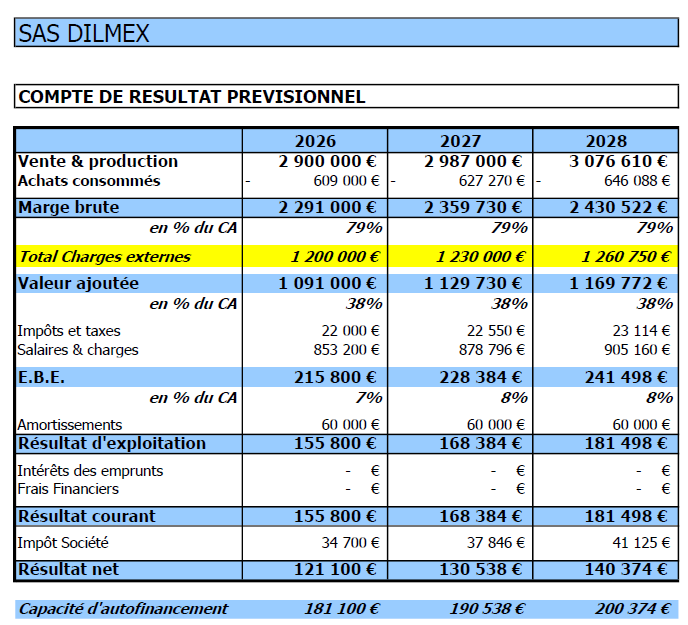 SAS DILMEX
COMPTE DE RESULTAT PREVISIONNEL
2026 2027 2028
Vente & production 2 900 000 € 2 987 000 € 3 076 610 €
Achats consommés - 609 000 € - 627 270 € - 646 088 €
Marge brute 2 291 000 € 2 359 730 € 2 430 522 €
en % du CA 79% 79% 79%
Total Charges externes 1 200 000 € 1 230 000 € 1 260 750 €
Valeur ajoutée 1 091 000 € 1 129 730 € 1 169 772 €
en % du CA 38% 38% 38%
Impôts et taxes 22 000 € 22 550 € 23 114 €
Salaires & charges 853 200 € 878 796 € 905 160 €
E.B.E. 215 800 € 228 384 € 241 498 €
en % du CA 7% 8% 8%
Amortissements 60 000 € 60 000 € 60 000 €
Résultat d'exploitation 155 800 € 168 384 € 181 498 €
Intérêts des emprunts - € - € - €
Frais Financiers - € - € - €
Résultat courant 155 800 € 168 384 € 181 498 €
Impôt Société 34 700 € 37 846 € 41 125 €
Résultat net 121 100 € 130 538 € 140 374 €
Capacité d'autofinancement 181 100 € 190 538 € 200 374 €